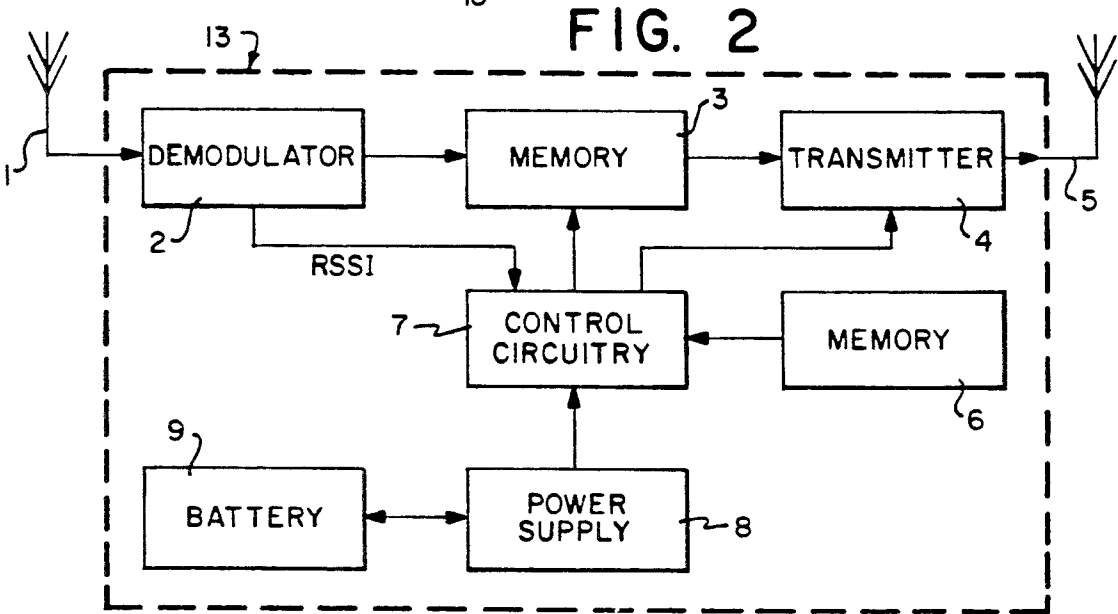 FIG. 2
13
1
DEMODULATOR
2
MEMORY
3
TRANSMITTER
4
5
RSSI
7
CONTROL
CIRCUITRY
MEMORY
6
9
BATTERY
POWER
SUPPLY
8